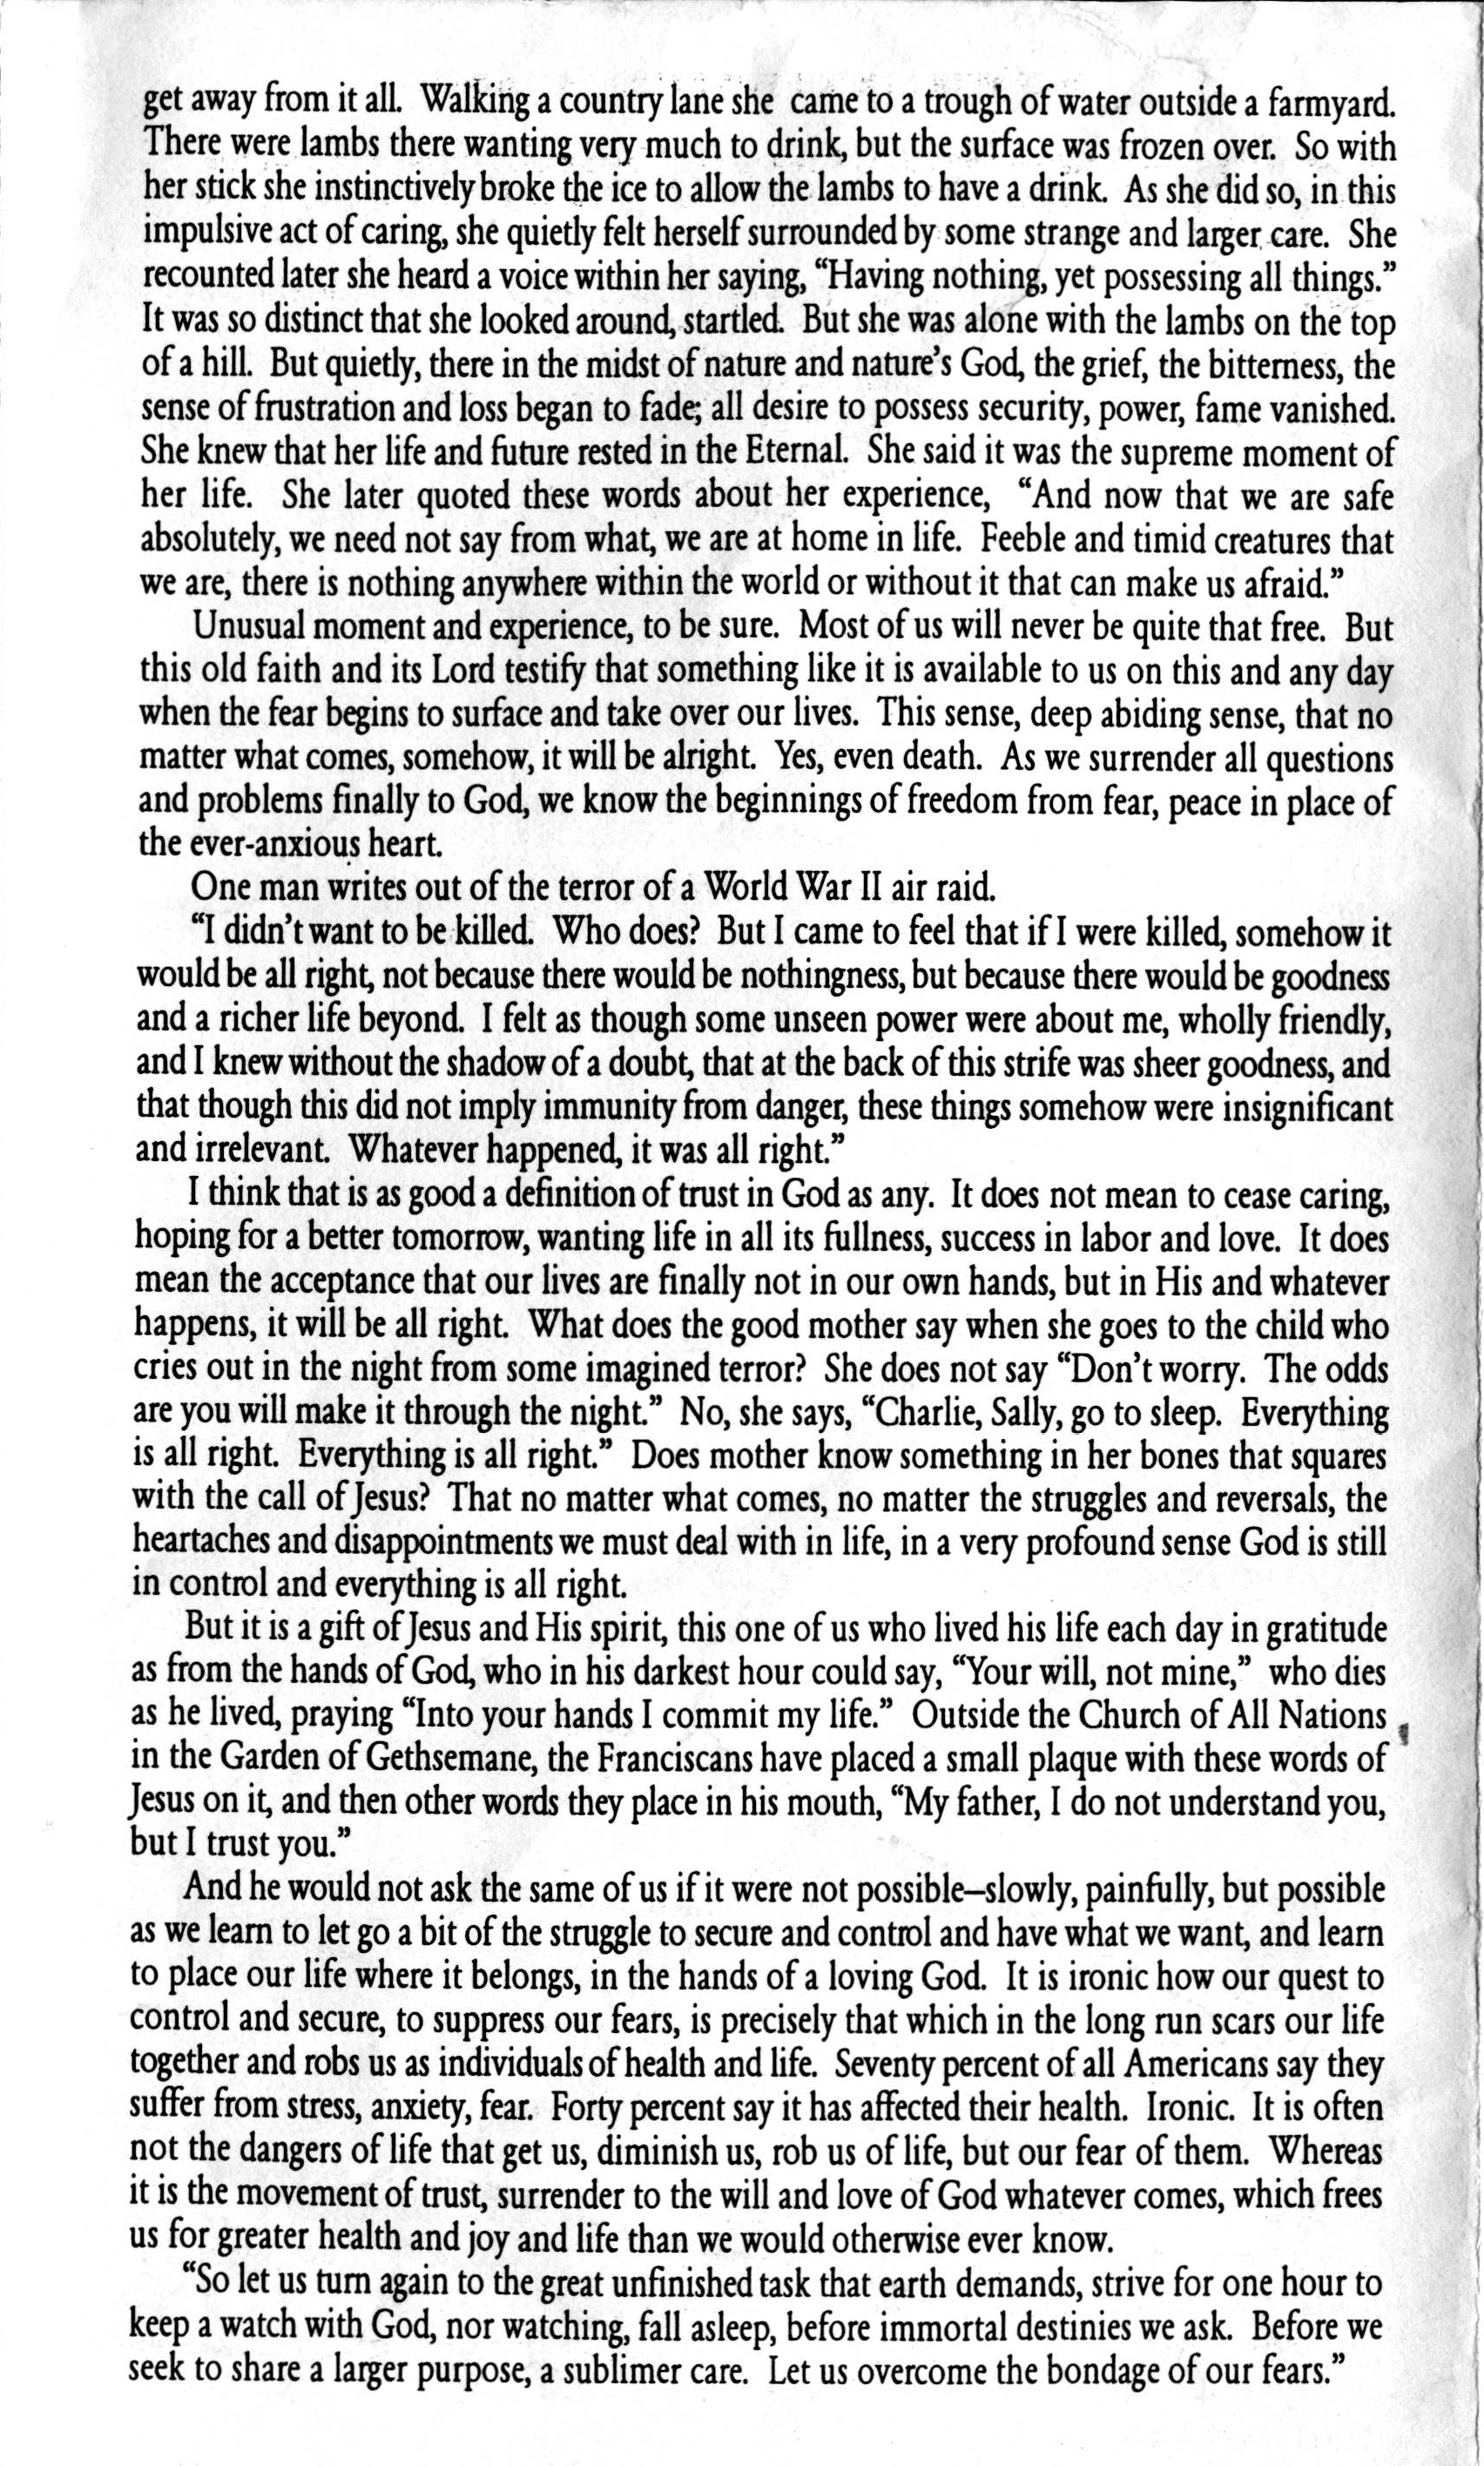 get away from it all. Walking a country lane she came to a trough of water outside a farmyard.
There were lambs there wanting very much to drink, but the surface was frozen over. So with
her stick she instinctively broke the ice to allow the lambs to have a drink. As she did so, in this
impulsive act of caring, she quietly felt herself surrounded by some strange and larger care. She
recounted later she heard a voice within her saying, “Having nothing, yet possessing all things.”
It was so distinct that she looked around, startled. But she was alone with the lambs on the top
of a hill. But quietly, there in the midst of nature and nature's God, the grief, the bitterness, the
sense of frustration and loss began to fade; all desire to possess security, power, fame vanished.
She knew that her life and future rested in the Eternal. She said it was the supreme moment of
her life. She later quoted these words about her experience, “And now that we are safe
absolutely, we need not say from what, we are at home in life. Feeble and timid creatures that
we are, there is nothing anywhere within the world or without it that can make us afraid.”
Unusual moment and experience, to be sure. Most of us will never be quite that free. But
this old faith and its Lord testify that something like it is available to us on this and any day
when the fear begins to surface and take over our lives. This sense, deep abiding sense, that no
matter what comes, somehow, it will be alright. Yes, even death. As we surrender all questions
and problems finally to God, we know the beginnings of freedom from fear, peace in place of
the ever-anxious heart.
One man writes out of the terror of a World War II air raid.
“I didn't want to be killed. Who does? But I came to feel that if I were killed, somehow it
would be all right, not because there would be nothingness, but because there would be goodness
and a richer life beyond. I felt as though some unseen power were about me, wholly friendly,
and I knew without the shadow of a doubt, that at the back of this strife was sheer goodness, and
that though this did not imply immunity from danger, these things somehow were insignificant
and irrelevant. Whatever happened, it was all right.”
I think that is as good a definition of trust in God as any. It does not mean to cease caring,
hoping for a better tomorrow, wanting life in all its fullness, success in labor and love. It does
mean the acceptance that our lives are finally not in our own hands, but in His and whatever
happens, it will be all right. What does the good mother say when she goes to the child who
cries out in the night from some imagined terror? She does not say “Don't worry. The odds
are you will make it through the night.” No, she says, “Charlie, Sally, go to sleep. Everything
is all right. Everything is all right.” Does mother know something in her bones that squares
with the call of Jesus? That no matter what comes, no matter the struggles and reversals, the
heartaches and disappointments we must deal with in life, in a very profound sense God is still
in control and everything is all right.
But it is a gift of Jesus and His spirit, this one of us who lived his life each day in gratitude
as from the hands of God, who in his darkest hour could say, “Your will, not mine,” who dies
as he lived, praying “Into your hands I commit my life.” Outside the Church of All Nations
in the Garden of Gethsemane, the Franciscans have placed a small plaque with these words of
Jesus on it, and then other words they place in his mouth, “My father, I do not understand you,
but I trust you.”
And he would not ask the same of us if it were not possible–slowly, painfully, but possible
as we learn to let go a bit of the struggle to secure and control and have what we want, and learn
to place our life where it belongs, in the hands of a loving God. It is ironic how our quest to
control and secure, to suppress our fears, is precisely that which in the long run scars our life
together and robs us as individuals of health and life. Seventy percent of all Americans say they
suffer from stress, anxiety, fear. Forty percent say it has affected their health. Ironic. It is often
not the dangers of life that get us, diminish us, rob us of life, but our fear of them. Whereas
it is the movement of trust, surrender to the will and love of God whatever comes, which frees
us for greater health and joy and life than we would otherwise ever know.
“So let us turn again to the great unfinished task that earth demands, strive for one hour to
keep a watch with God, nor watching, fall asleep, before immortal destinies we ask. Before we
seek to share a larger purpose, a sublimer care. Let us overcome the bondage of our fears.”